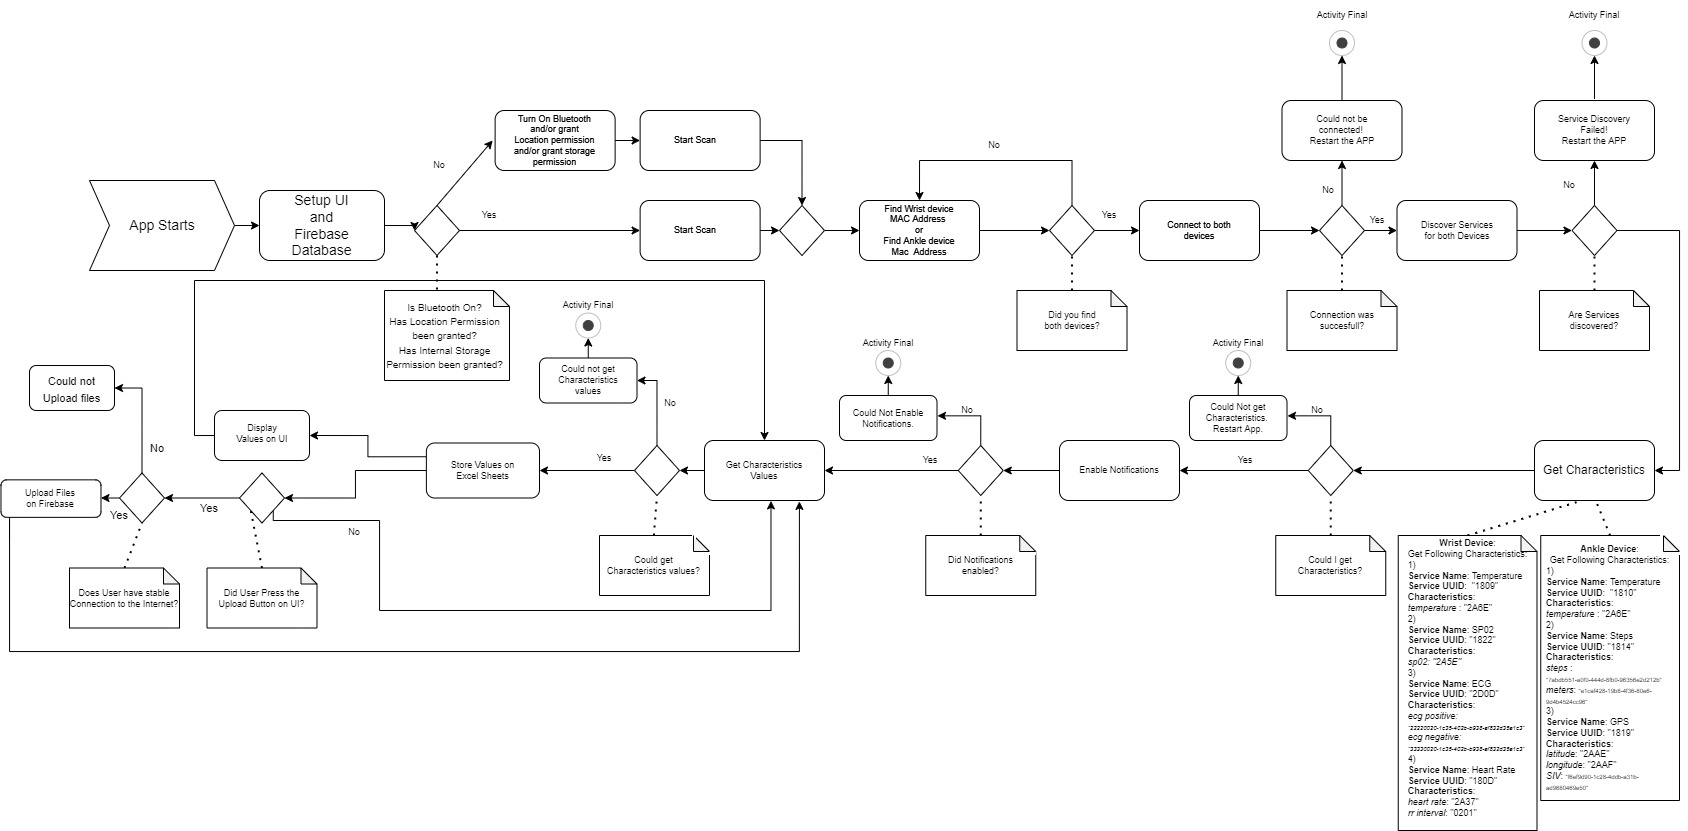 Activity Final
Activity Final
Turn On Bluetooth
and/or grant
Location permission
and/or grant storage
permission
Start Scan
Could not be
connected!
Restart the APP
Service Discovery
Failed!
Restart the APP
No
No
No
No
App Starts
Setup UI
and
Firebase
Database
Yes
Start Scan
Find Wrist device
MAC Address
or
Find Ankle device
Mac Address
Yes
Connect to both
devices
Yes
Discover Services
for both Devices
Is Bluetooth On?
Has Location Permission
been granted?
Has Internal Storage
Permission been granted?
Did you find
both devices?
Connection was
succesfull?
Are Services
discovered?
Activity Final
Could not get
Characteristics
values
No
Activity Final
Could Not Enable
Notifications.
No
Activity Final
Could Not get
Characteristics.
Restart App.
No
Could not
Upload files
No
Display
Values on UI
Store Values on
Excel Sheets
Yes
Get Characteristics
Values
Yes
Enable Notifications
Yes
Get Characteristics
Upload Files
on Firebase
Yes
Yes
No
Does User have stable
Connection to the Internet?
Did User Press the
Upload Button on UI?
Could get
Characteristics values?
Did Notifications
enabled?
Could I get
Characteristics?
Wrist Device:
Get Following Characteristics:
1)
Service Name: Temperature
Service UUID: "1809"
Characteristics:
temperature : "2A6E"
2)
Service Name: SP02
Service UUID: "1822"
Characteristics:
sp02: "2A5E"
3)
Service Name: ECG
Service UUID: "2D0D"
Characteristics:
ecg positive:
ecg negative:
4)
Service Name: Heart Rate
Service UUID: "180D"
Characteristics:
heart rate: "2A37"
rr interval: "0201"
Ankle Device:
Get Following Characteristics:
1)
Service Name: Temperature
Service UUID: "1810"
Characteristics:
temperature : "2A6E"
2)
Service Name: Steps
Service UUID: "1814"
Characteristics:
steps :
meters:
3)
Service Name: GPS
Service UUID: "1819"
Characteristics:
latitude: "2AAE"
longitude: "2AAF"
SIV: